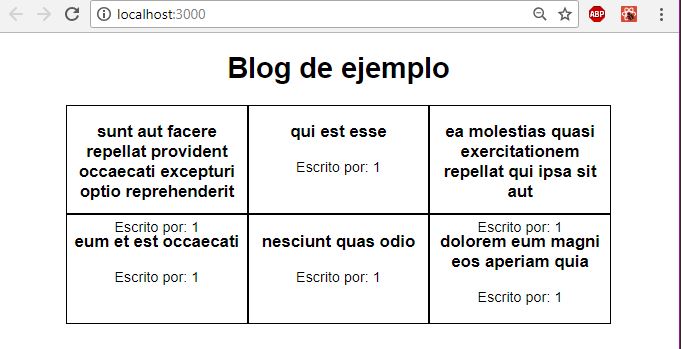 localhost:3000
ABP
Blog de ejemplo
sunt aut facere
repellat provident
occaecati excepturi
optio reprehenderit
Escrito por: 1
qui est esse
Escrito por: 1
ea molestias quasi
exercitationem
repellat qui ipsa sit
aut
Escrito por: 1
eum et est occaecati
Escrito por: 1
nesciunt quas odio
Escrito por: 1
dolorem eum magni
eos aperiam quia
Escrito por: 1